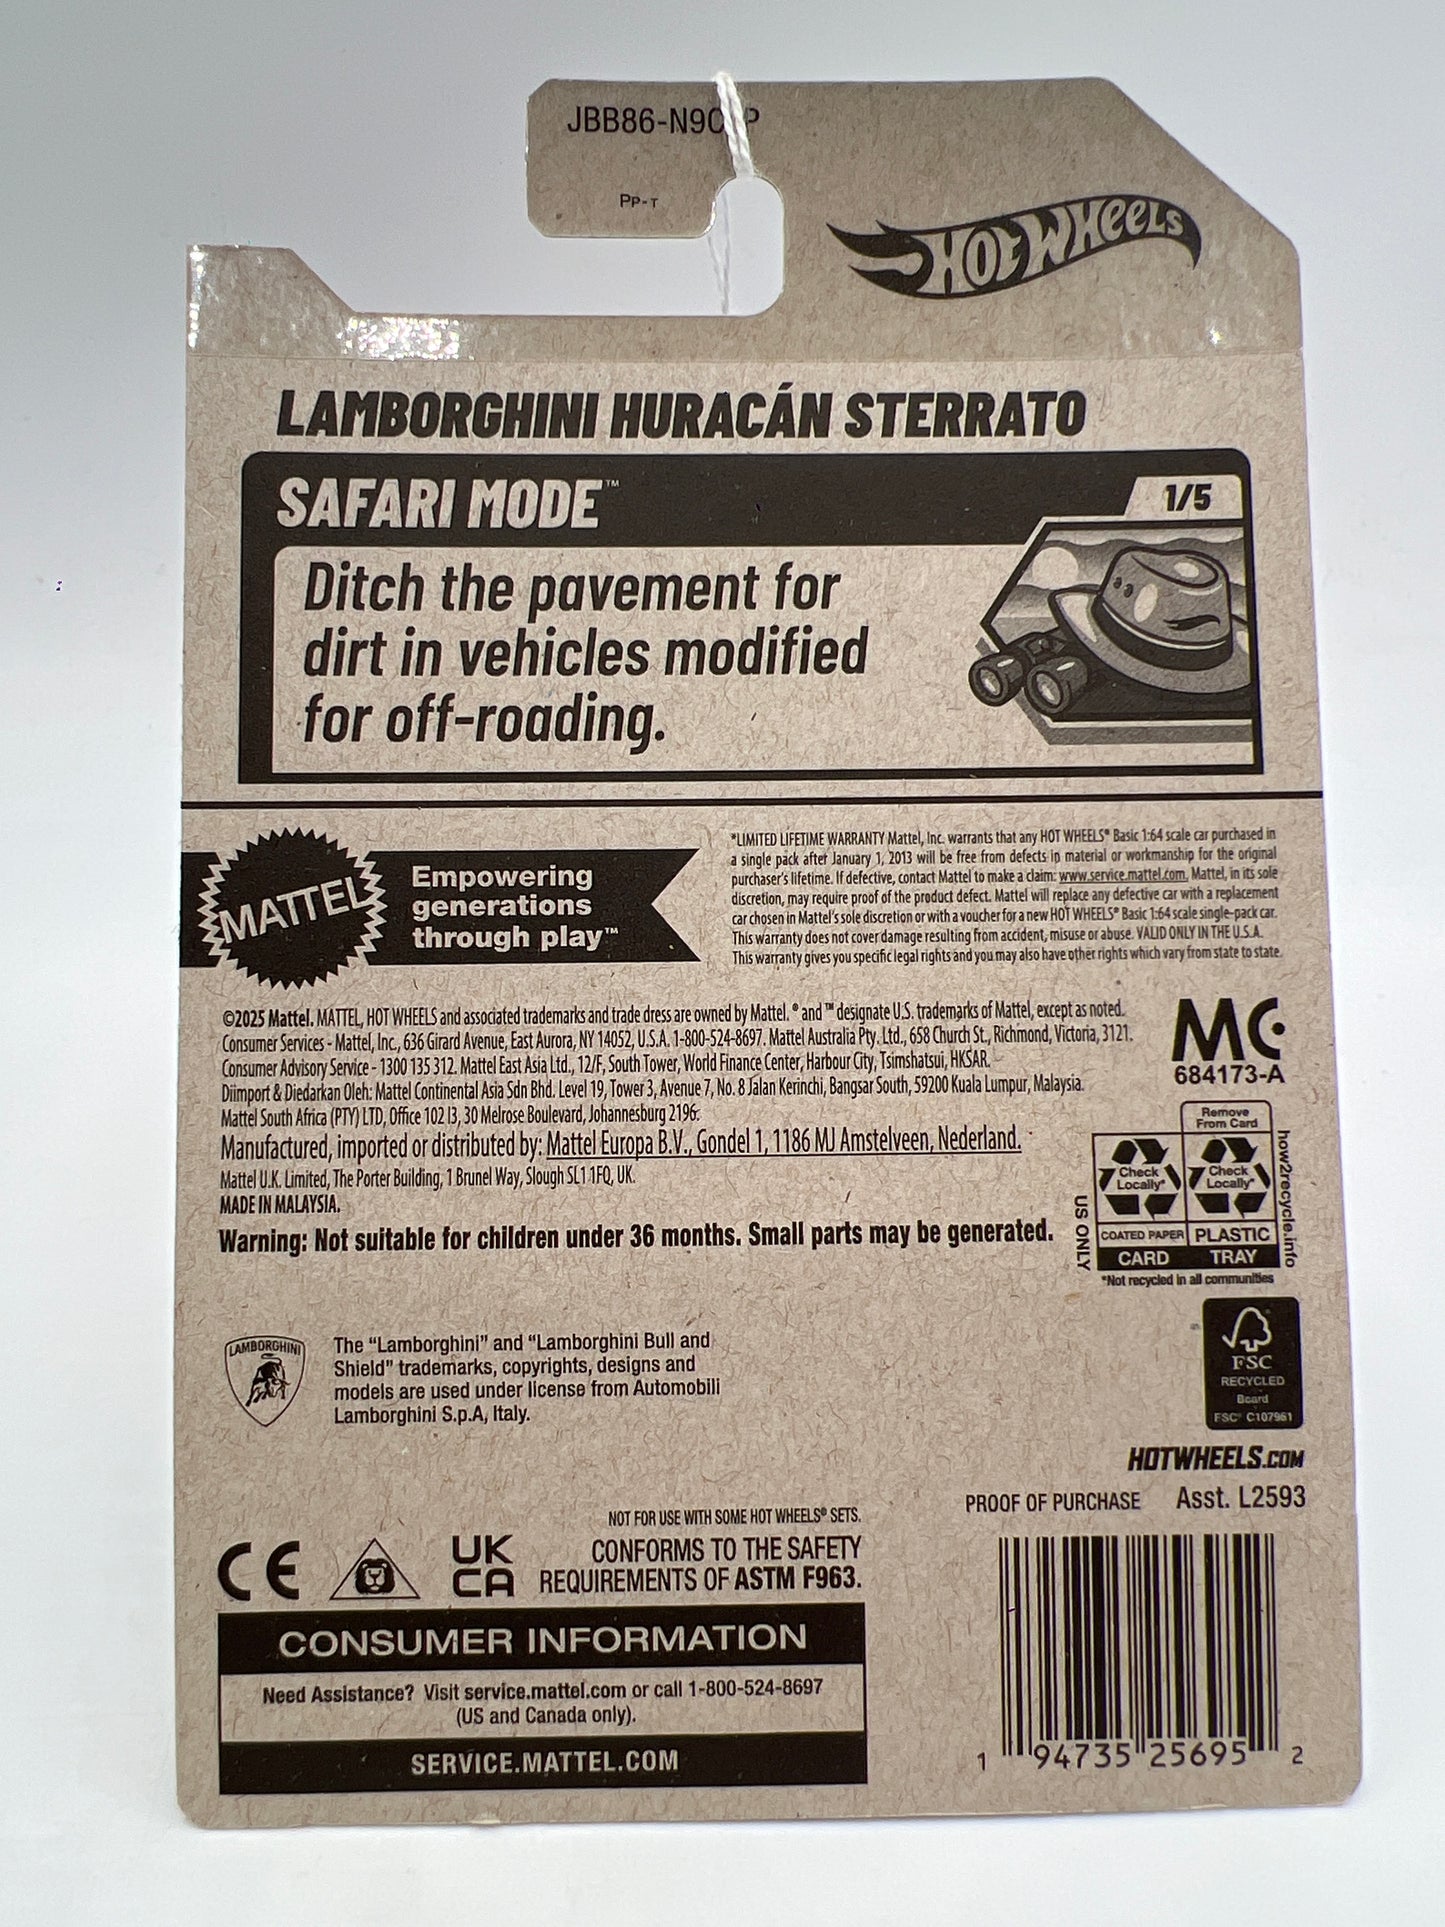 JBB86-N9C P
PP-T
HOT WHEELS
LAMBORGHINI HURACÁN STERRATO
SAFARI MODE™
1/5
Ditch the pavement for
dirt in vehicles modified
for off-roading.
MATTEL
Empowering
generations
through play™
*LIMITED LIFETIME WARRANTY Mattel, Inc. warrants that any HOT WHEELS® Basic 1:64 scale car purchased in
a single pack after January 1, 2013 will be free from defects in material or workmanship for the original
purchaser's lifetime. If defective, contact Mattel to make a claim: www.service.mattel.com. Mattel, in its sole
discretion, may require proof of the product defect. Mattel will replace any defective car with a replacement
car chosen in Mattel's sole discretion or with a voucher for a new HOT WHEELS® Basic 1:64 scale single-pack car.
This warranty does not cover damage resulting from accident, misuse or abuse. VALID ONLY IN THE U.S.A.
This warranty gives you specific legal rights and you may also have other rights which vary from state to state.
©2025 Mattel. MATTEL, HOT WHEELS and associated trademarks and trade dress are owned by Mattel. ® and ™ designate U.S. trademarks of Mattel, except as noted.
Consumer Services - Mattel, Inc., 636 Girard Avenue, East Aurora, NY 14052, U.S.A. 1-800-524-8697. Mattel Australia Pty. Ltd., 658 Church St., Richmond, Victoria, 3121.
Consumer Advisory Service - 1300 135 312. Mattel East Asia Ltd., 12/F, South Tower, World Finance Center, Harbour City, Tsimshatsui, HKSAR.
Diimport & Diedarkan Oleh: Mattel Continental Asia Sdn Bhd. Level 19, Tower 3, Avenue 7, No. 8 Jalan Kerinchi, Bangsar South, 59200 Kuala Lumpur, Malaysia.
Mattel South Africa (PTY) LTD, Office 102 I3, 30 Melrose Boulevard, Johannesburg 2196.
Manufactured, imported or distributed by: Mattel Europa B.V., Gondel 1, 1186 MJ Amstelveen, Nederland.
Mattel U.K. Limited, The Porter Building, 1 Brunel Way, Slough SL1 1FQ, UK.
MADE IN MALAYSIA.
Warning: Not suitable for children under 36 months. Small parts may be generated.
MC
684173-A
Remove
From Card
Check
Locally*
Check
Locally*
COATED PAPER
PLASTIC
CARD
TRAY
US ONLY
how2recycle.info
*Not recycled in all communities
LAMBORGHINI
The "Lamborghini" and "Lamborghini Bull and
Shield" trademarks, copyrights, designs and
models are used under license from Automobili
Lamborghini S.p.A, Italy.
FSC
RECYCLED
Board
FSC® C107961
HOTWHEELS.COM
PROOF OF PURCHASE Asst. L2593
NOT FOR USE WITH SOME HOT WHEELS® SETS.
CE
UK
CA
CONFORMS TO THE SAFETY
REQUIREMENTS OF ASTM F963.
CONSUMER INFORMATION
Need Assistance? Visit service.mattel.com or call 1-800-524-8697
(US and Canada only).
SERVICE.MATTEL.COM
1 94735 25695 2